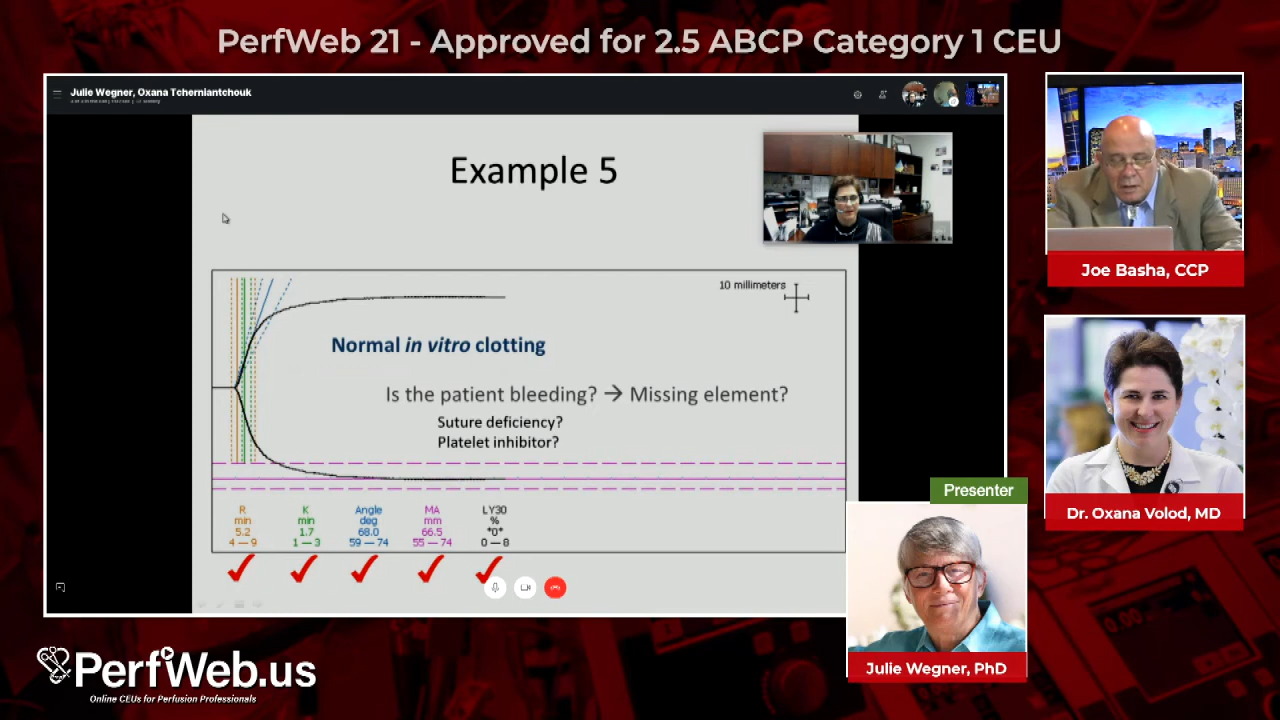 PerfWeb 21 - Approved for 2.5 ABCP Category 1 CEU
Julie Wegner, Oxana Tcherniantchouk
Example 5
10 millimeters
Normal in vitro clotting
Is the patient bleeding? → Missing element?
Suture deficiency?
Platelet inhibitor?
R K Angle MA LY30
min min deg mm %
5.2 1.7 68.0 66.5 *0*
4 — 9 1 — 3 59 — 74 55 — 74 0 — 8
Joe Basha, CCP
Dr. Oxana Volod, MD
Presenter
Julie Wegner, PhD
PerfWeb.us
Online CEUs for Perfusion Professionals